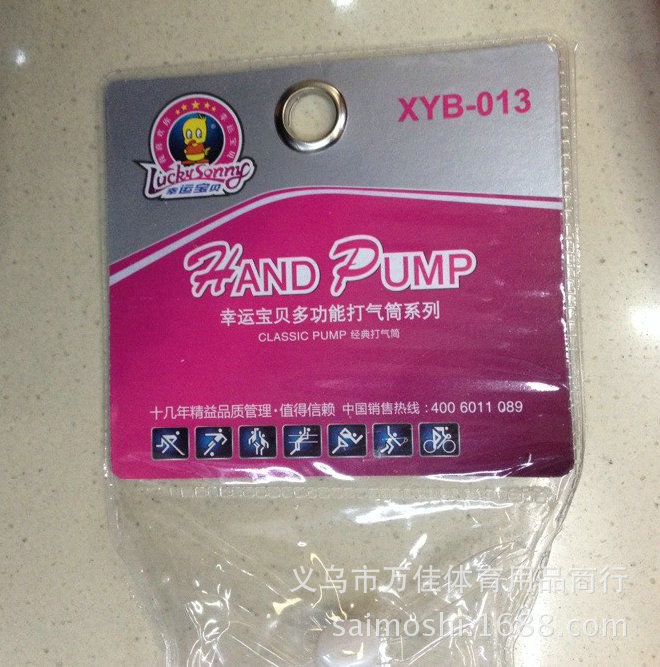 XYB-013
Lucky Sonny
幸运宝贝
HAND PUMP
幸运宝贝多功能打气筒系列
CLASSIC PUMP 经典打气筒
十几年精益品质管理·值得信赖 中国销售热线:400 6011 089
义乌市万佳体育用品商行
saimoshi.1688.com